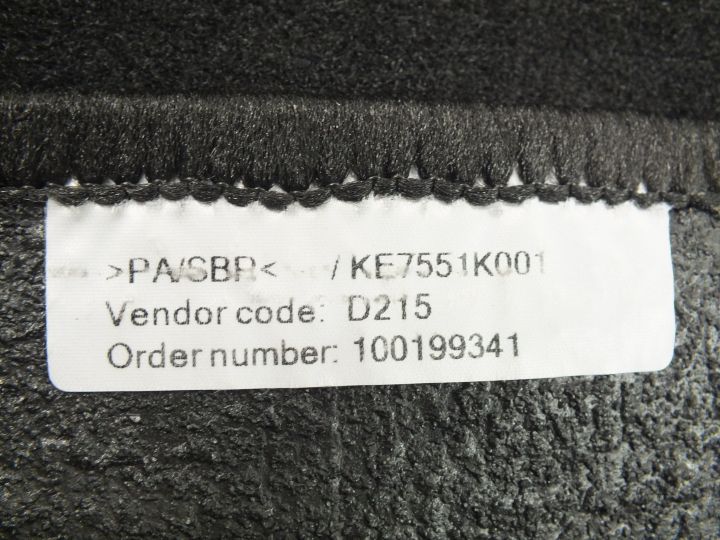 >PA/SBR< / KE7551K001
Vendor code: D215
Order number: 100199341